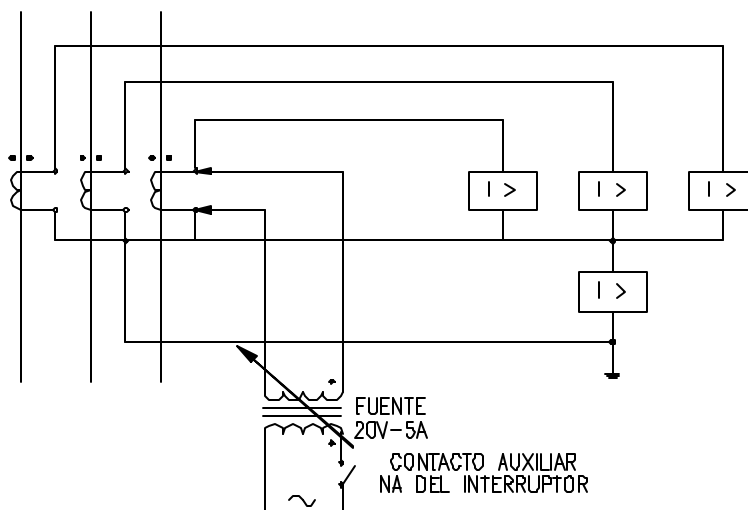 I >
I >
I >
I >
FUENTE
20V-5A
CONTACTO AUXILIAR
NA DEL INTERRUPTOR